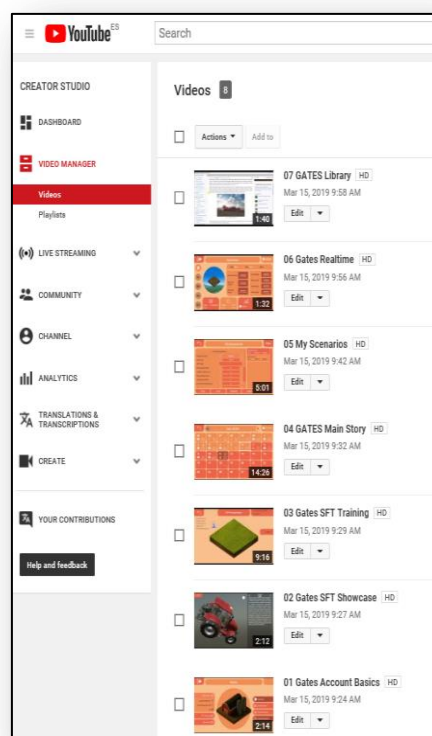 YouTube ES
Search
CREATOR STUDIO
DASHBOARD
VIDEO MANAGER
Videos
Playlists
LIVE STREAMING
COMMUNITY
CHANNEL
ANALYTICS
TRANSLATIONS &
TRANSCRIPTIONS
CREATE
YOUR CONTRIBUTIONS
Help and feedback
Videos 8
Actions Add to
07 GATES Library HD
Mar 15, 2019 9:58 AM
Edit
1:40
06 Gates Realtime HD
Mar 15, 2019 9:56 AM
Edit
1:32
05 My Scenarios HD
Mar 15, 2019 9:42 AM
Edit
5:01
04 GATES Main Story HD
Mar 15, 2019 9:32 AM
Edit
14:26
03 Gates SFT Training HD
Mar 15, 2019 9:29 AM
Edit
9:16
02 Gates SFT Showcase HD
Mar 15, 2019 9:27 AM
Edit
2:12
01 Gates Account Basics HD
Mar 15, 2019 9:24 AM
Edit
2:14